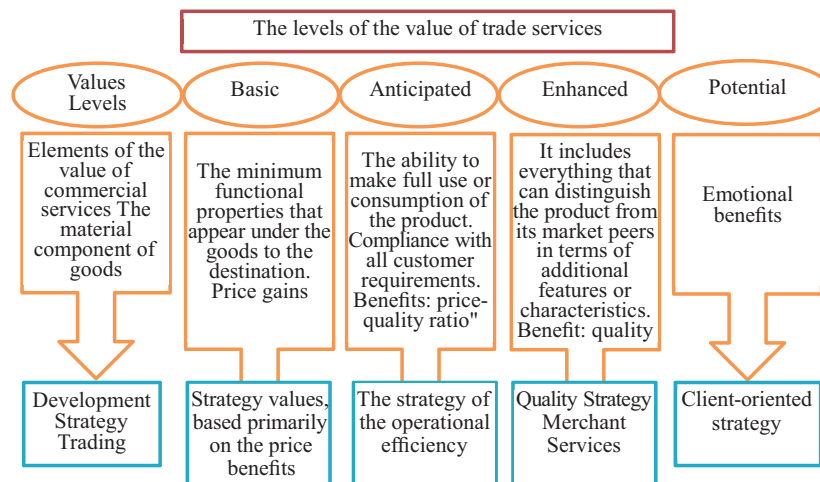 The levels of the value of trade services
Values
Levels
Basic
Anticipated
Enhanced
Potential
Elements of the
value of
commercial
services The
material
component of
goods
The minimum
functional
properties that
appear under the
goods to the
destination.
Price gains
The ability to
make full use or
consumption of
the product.
Compliance with
all customer
requirements.
Benefits: price-
quality ratio"
It includes
everything that
can distinguish
the product from
its market peers
in terms of
additional
features or
characteristics.
Benefit: quality
Emotional
benefits
Development
Strategy
Trading
Strategy values,
based primarily
on the price
benefits
The strategy of
the operational
efficiency
Quality Strategy
Merchant
Services
Client-oriented
strategy